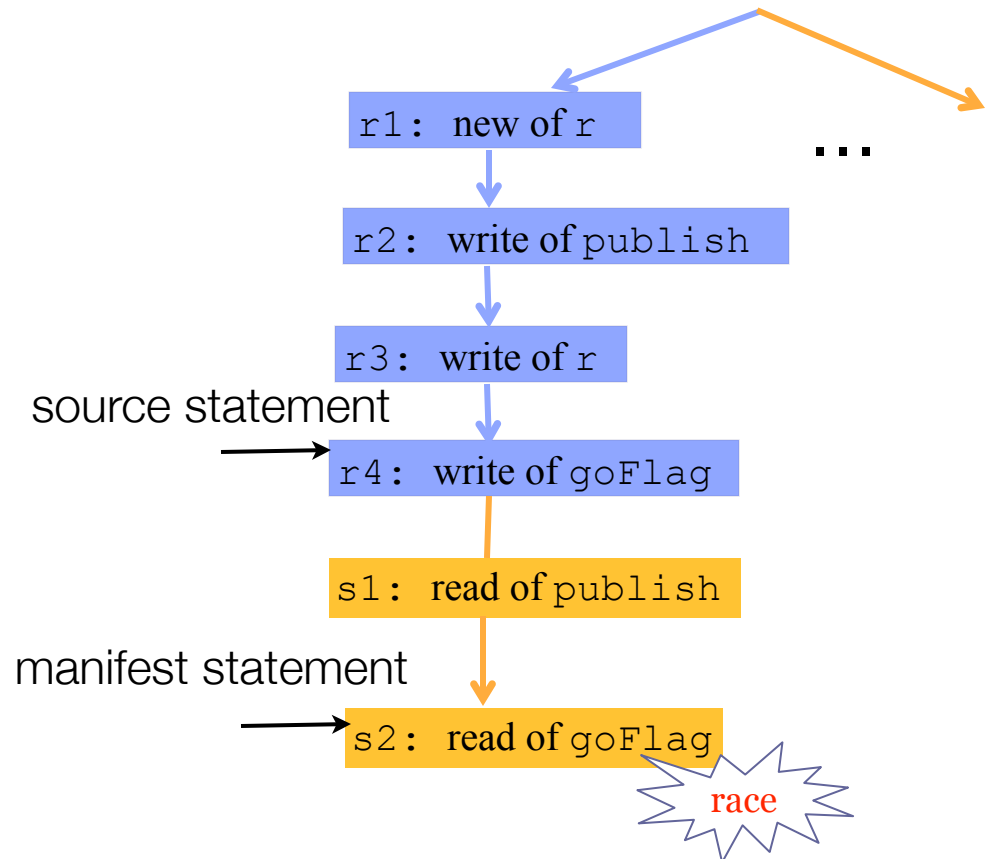 r1: new of r
...
r2: write of publish
r3: write of r
source statement
r4: write of goFlag
s1: read of publish
manifest statement
s2: read of goFlag
race